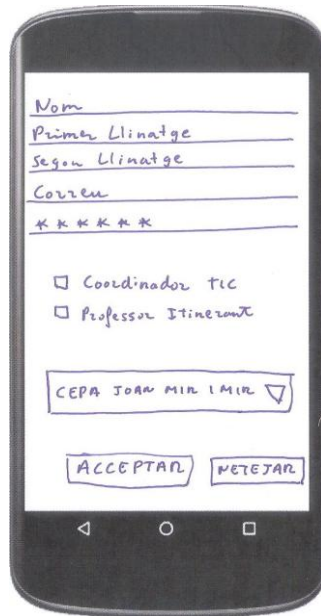 Nom
Primer Llinatge
Segon Llinatge
Correu
******
Coordinador TIC
Professor Itinerant
CEPA JOAN MIR I MIR
ACCEPTAR NETEJAR